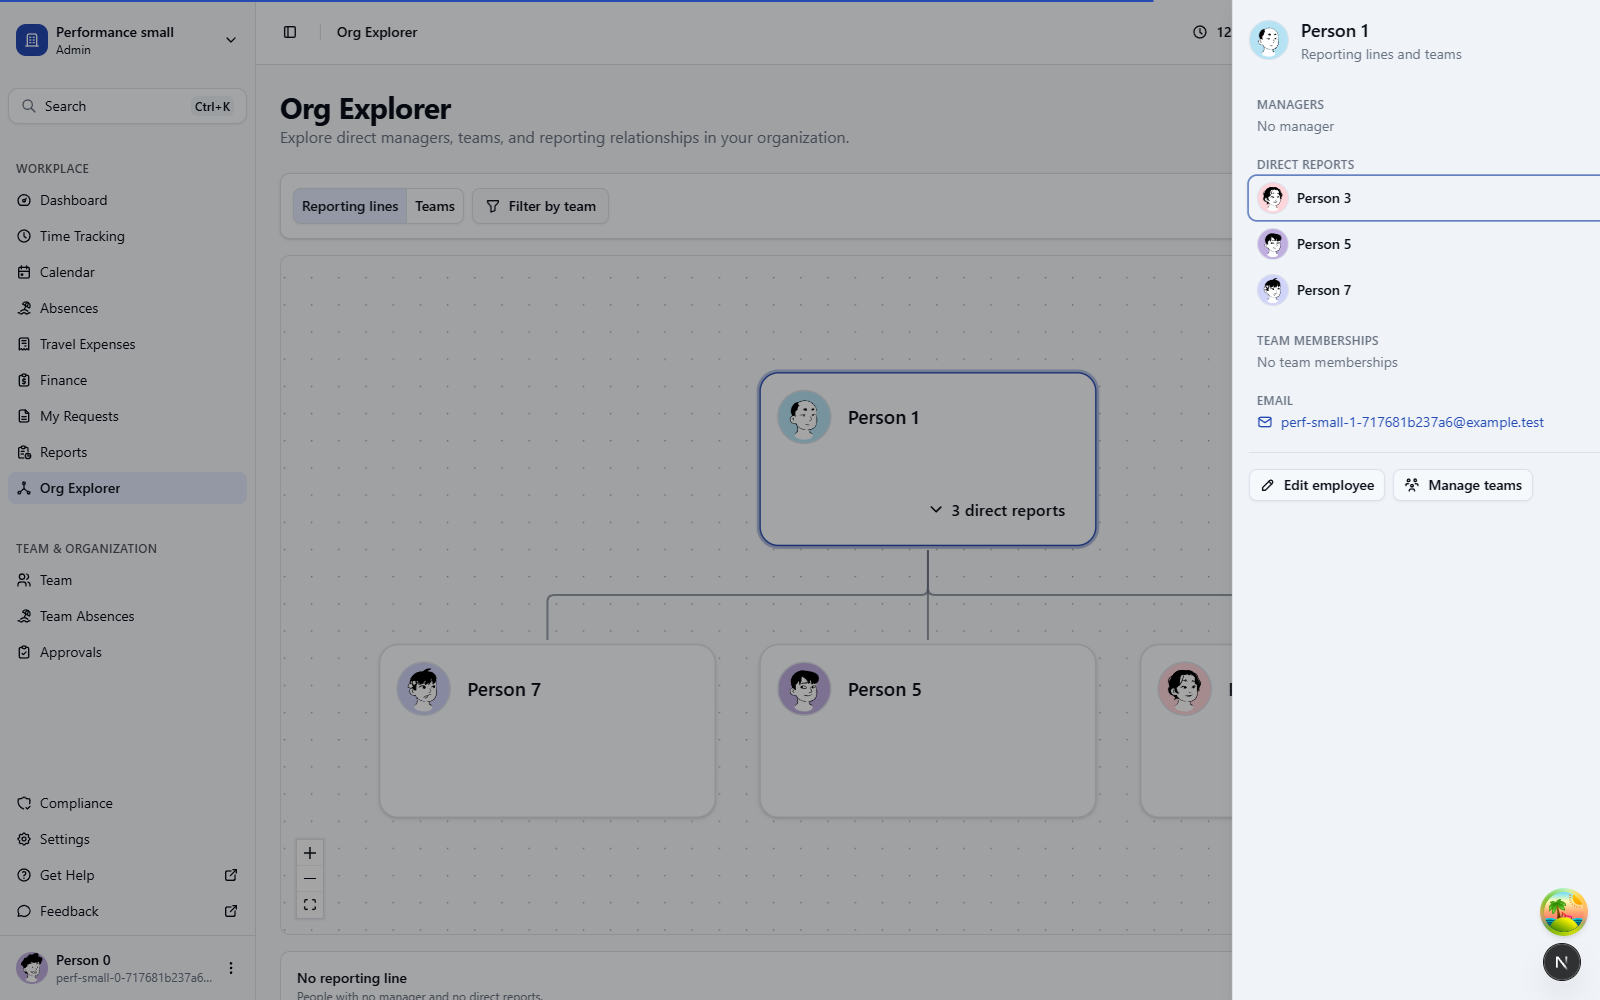 Performance small
Admin
Search
Ctrl+K
WORKPLACE
Dashboard
Time Tracking
Calendar
Absences
Travel Expenses
Finance
My Requests
Reports
Org Explorer
TEAM & ORGANIZATION
Team
Team Absences
Approvals
Compliance
Settings
Get Help
Feedback
Person 0
perf-small-0-717681b237a6...
Org Explorer
12
Org Explorer
Explore direct managers, teams, and reporting relationships in your organization.
Reporting lines
Teams
Filter by team
Person 1
3 direct reports
Person 7
Person 5
No reporting line
People with no manager and no direct reports.
Person 1
Reporting lines and teams
MANAGERS
No manager
DIRECT REPORTS
Person 3
Person 5
Person 7
TEAM MEMBERSHIPS
No team memberships
EMAIL
perf-small-1-717681b237a6@example.test
Edit employee
Manage teams
N